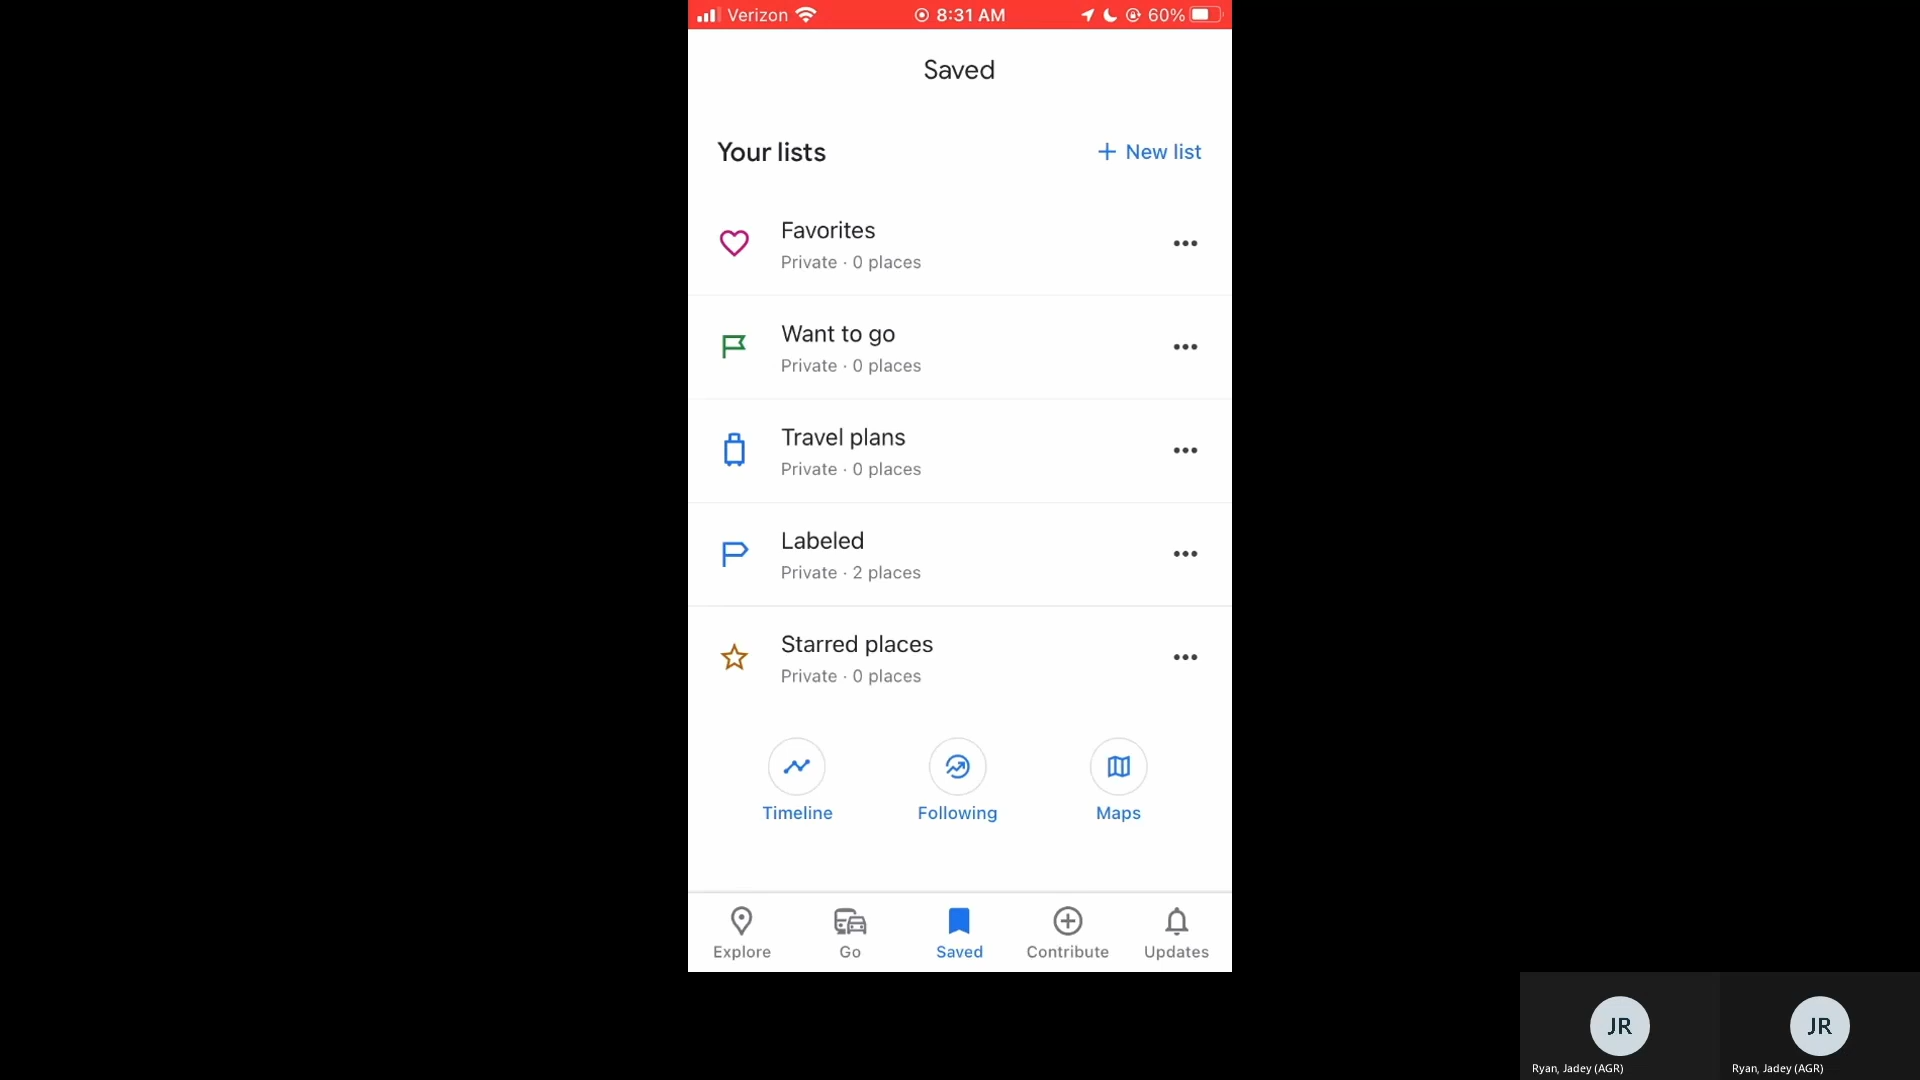 Verizon 8:31 AM 60%
Saved
Your lists + New list
Favorites
Private · 0 places
Want to go
Private · 0 places
Travel plans
Private · 0 places
Labeled
Private · 2 places
Starred places
Private · 0 places
Timeline Following Maps
Explore Go Saved Contribute Updates
JR JR
Ryan, Jadey (AGR) Ryan, Jadey (AGR)